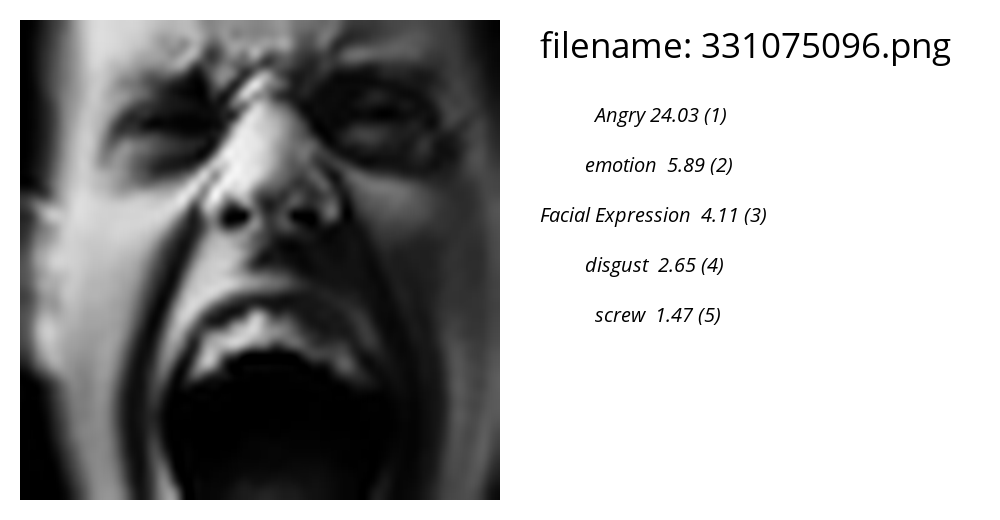 filename: 331075096.png
Angry 24.03 (1)
emotion 5.89 (2)
Facial Expression 4.11 (3)
disgust 2.65 (4)
screw 1.47 (5)